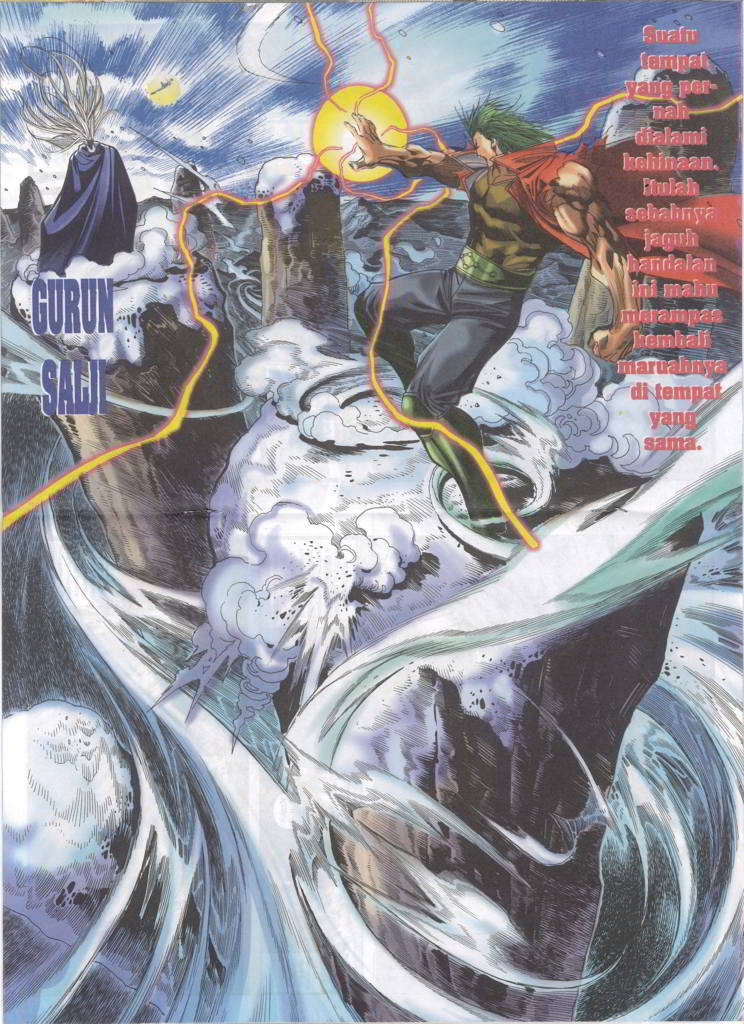 GURUN
SALJI
Suatu
tempat
yang per-
nah
dialami
kehinaan.
Itulah
sebabnya
jaguh
handalan
ini mahu
merampas
kembali
maruahnya
di tempat
yang
sama.